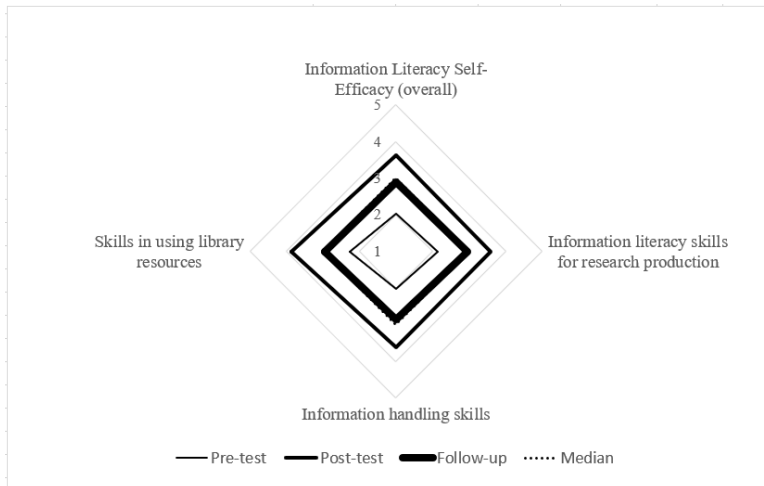 Information Literacy Self-
Efficacy (overall)
5
4
3
2
1
Skills in using library
resources
Information literacy skills
for research production
Information handling skills
Pre-test
Post-test
Follow-up
Median